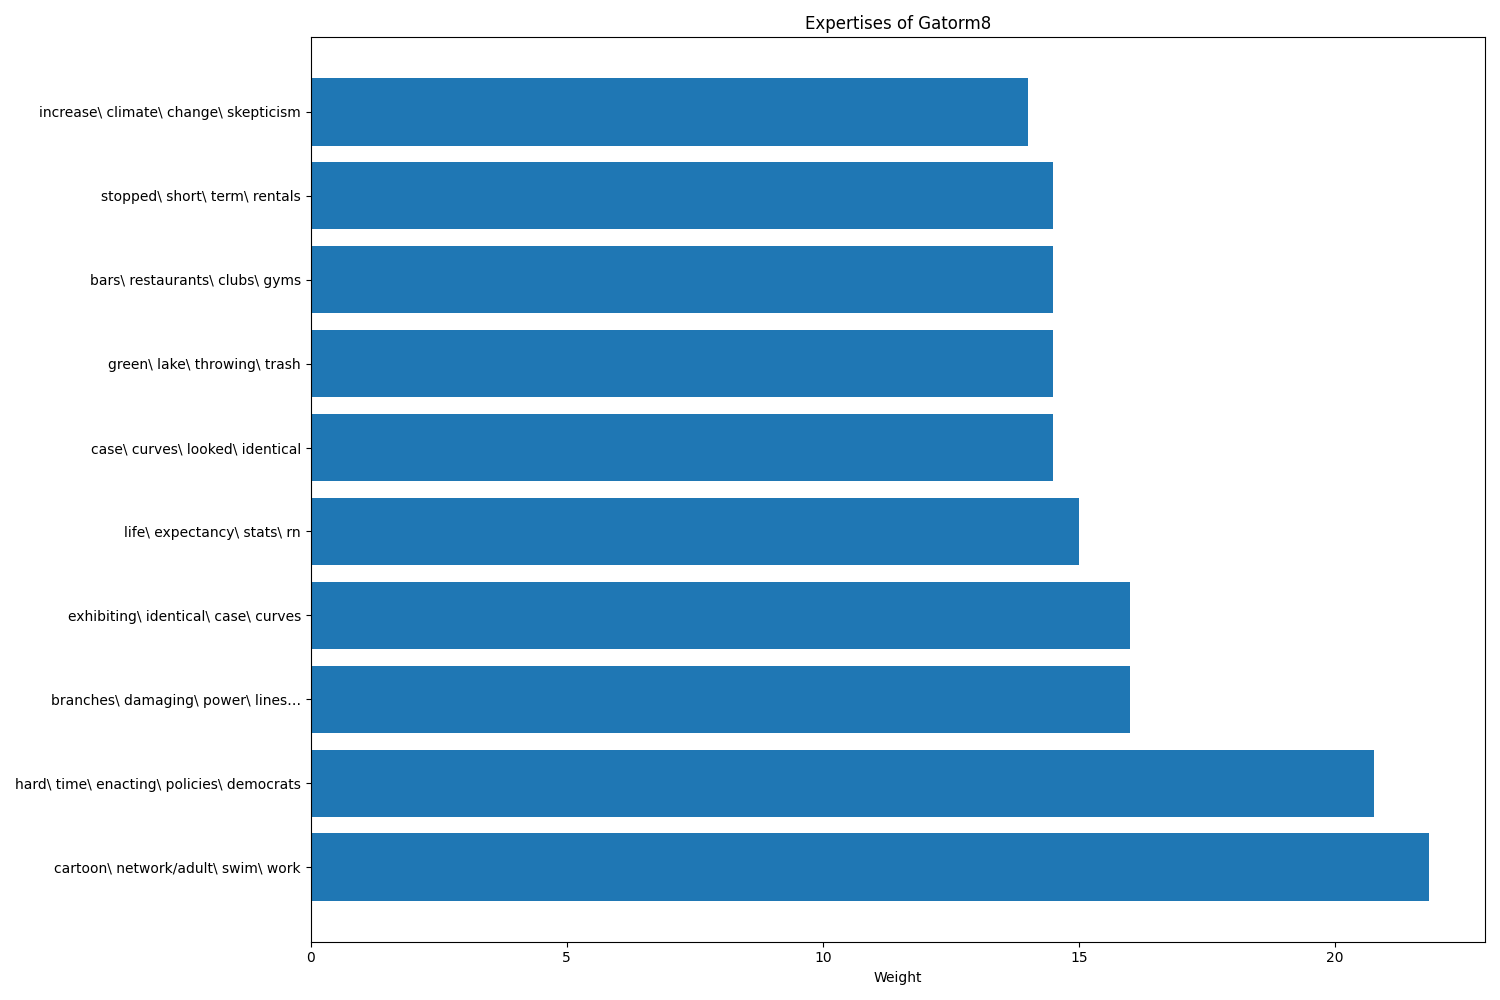 Expertises of Gatorm8
increase\ climate\ change\ skepticism
stopped\ short\ term\ rentals
bars\ restaurants\ clubs\ gyms
green\ lake\ throwing\ trash
case\ curves\ looked\ identical
life\ expectancy\ stats\ rn
exhibiting\ identical\ case\ curves
branches\ damaging\ power\ lines…
hard\ time\ enacting\ policies\ democrats
cartoon\ network/adult\ swim\ work
0 5 10 15 20
Weight